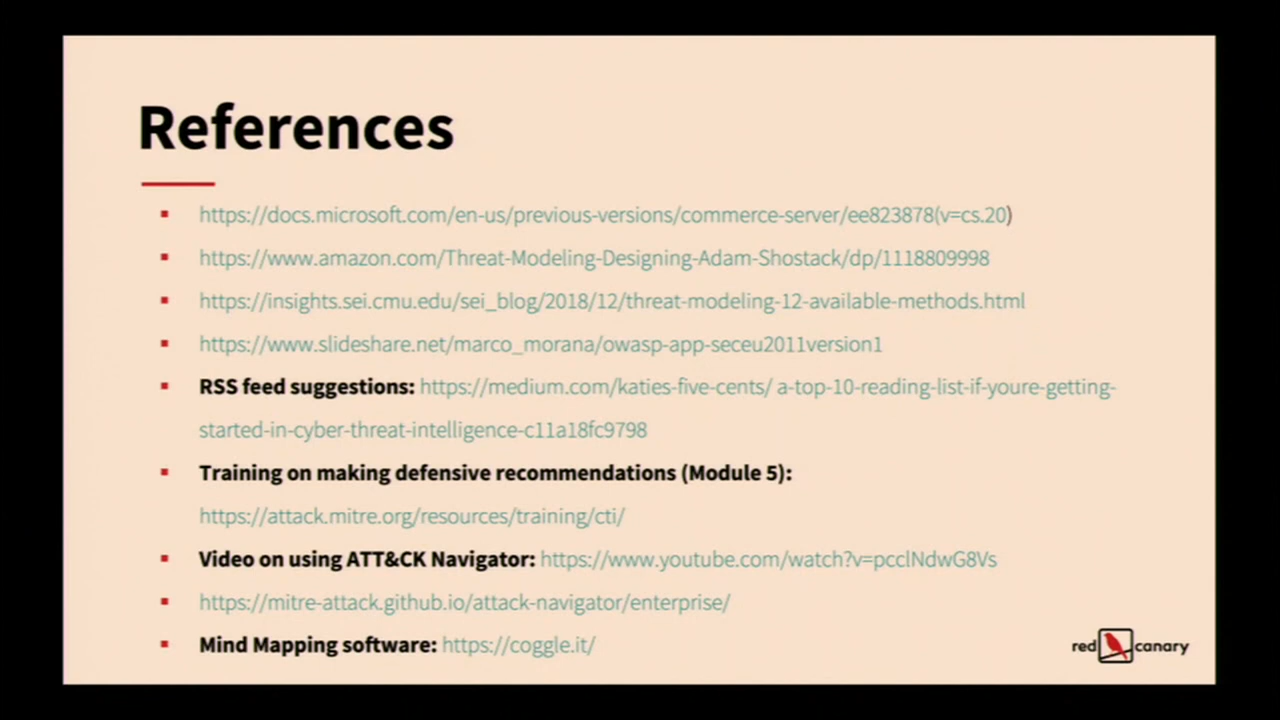 References
https://docs.microsoft.com/en-us/previous-versions/commerce-server/ee823878(v=cs.20)
https://www.amazon.com/Threat-Modeling-Designing-Adam-Shostack/dp/1118809998
https://insights.sei.cmu.edu/sei_blog/2018/12/threat-modeling-12-available-methods.html
https://www.slideshare.net/marco_morana/owasp-app-seceu2011version1
RSS feed suggestions: https://medium.com/katies-five-cents/ a-top-10-reading-list-if-youre-getting-
started-in-cyber-threat-intelligence-c11a18fc9798
Training on making defensive recommendations (Module 5):
https://attack.mitre.org/resources/training/cti/
Video on using ATT&CK Navigator: https://www.youtube.com/watch?v=pcclNdwG8Vs
https://mitre-attack.github.io/attack-navigator/enterprise/
Mind Mapping software: https://coggle.it/
red canary